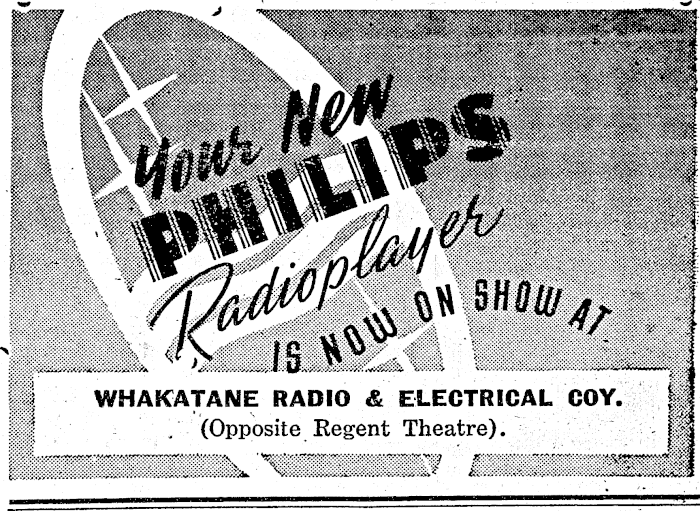 Your New
PHILIPS
Radioplayer
IS NOW ON SHOW AT
WHAKATANE RADIO & ELECTRICAL COY.
(Opposite Regent Theatre).